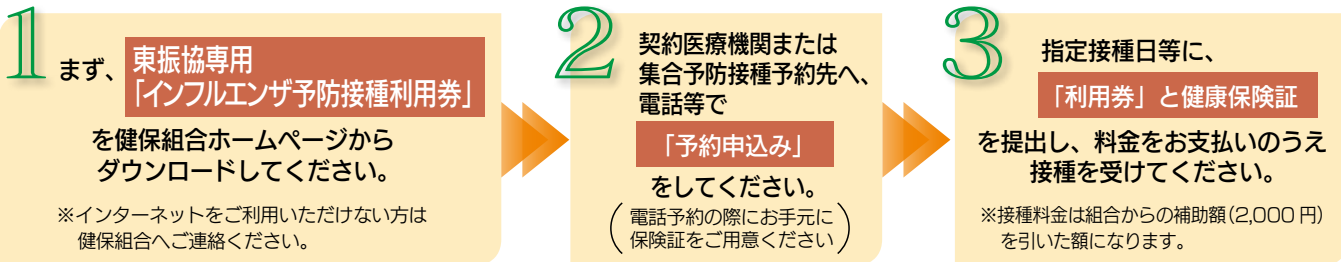 1
まず、
東振協専用
「インフルエンザ予防接種利用券」
を健保組合ホームページから
ダウンロードしてください。
※インターネットをご利用いただけない方は
健保組合へご連絡ください。
2
契約医療機関または
集合予防接種予約先へ、
電話等で
「予約申込み」
をしてください。
(電話予約の際にお手元に
保険証をご用意ください)
3
指定接種日等に、
「利用券」と健康保険証
を提出し、料金をお支払いのうえ
接種を受けてください。
※接種料金は組合からの補助額(2,000円)
を引いた額になります。